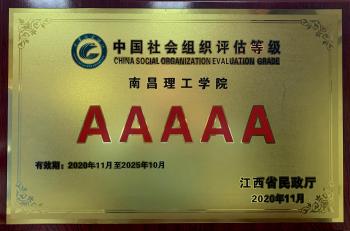 中国社会组织评估等级
CHINA SOCIAL ORGANIZATION EVALUATION GRADE
南昌理工学院
AAAAA
有效期：2020年11月至2025年10月
江西省民政厅
2020年11月